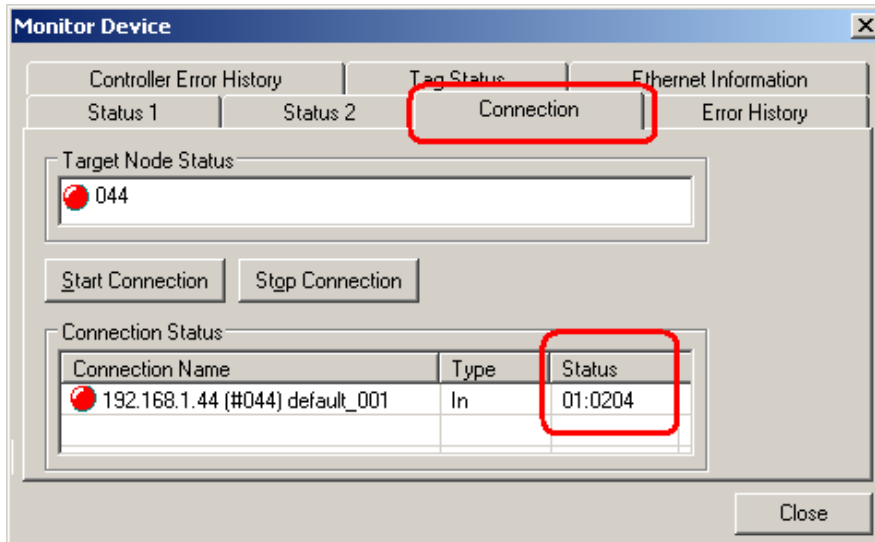 Monitor Device
Controller Error History Tag Status Ethernet Information
Status 1 Status 2 Connection Error History
Target Node Status
044
Start Connection Stop Connection
Connection Status
Connection Name Type Status
192.168.1.44 (#044) default_001 In 01:0204
Close